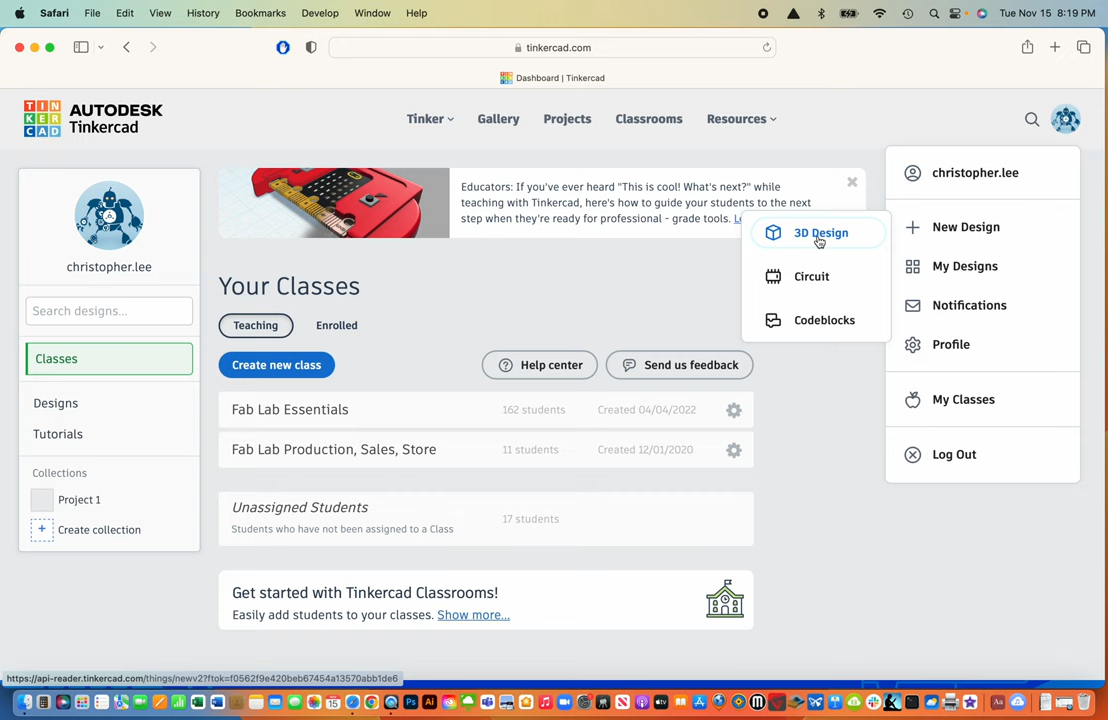 Safari File Edit View History Bookmarks Develop Window Help
Tue Nov 15 8:19 PM
tinkercad.com
Dashboard | Tinkercad
TIN
KER
CAD
AUTODESK
Tinkercad
Tinker Gallery Projects Classrooms Resources
christopher.lee
Search designs...
Classes
Designs
Tutorials
Collections
Project 1
+ Create collection
Educators: If you've ever heard "This is cool! What's next?" while
teaching with Tinkercad, here's how to guide your students to the next
step when they're ready for professional - grade tools. Le
Your Classes
Teaching Enrolled
Create new class
? Help center
Send us feedback
Fab Lab Essentials 162 students Created 04/04/2022
Fab Lab Production, Sales, Store 11 students Created 12/01/2020
Unassigned Students
Students who have not been assigned to a Class
17 students
Get started with Tinkercad Classrooms!
Easily add students to your classes. Show more...
3D Design
Circuit
Codeblocks
christopher.lee
New Design
My Designs
Notifications
Profile
My Classes
Log Out
https://api-reader.tinkercad.com/things/newv2?ftok=f0562f9e420beb67454a13570abb1de6